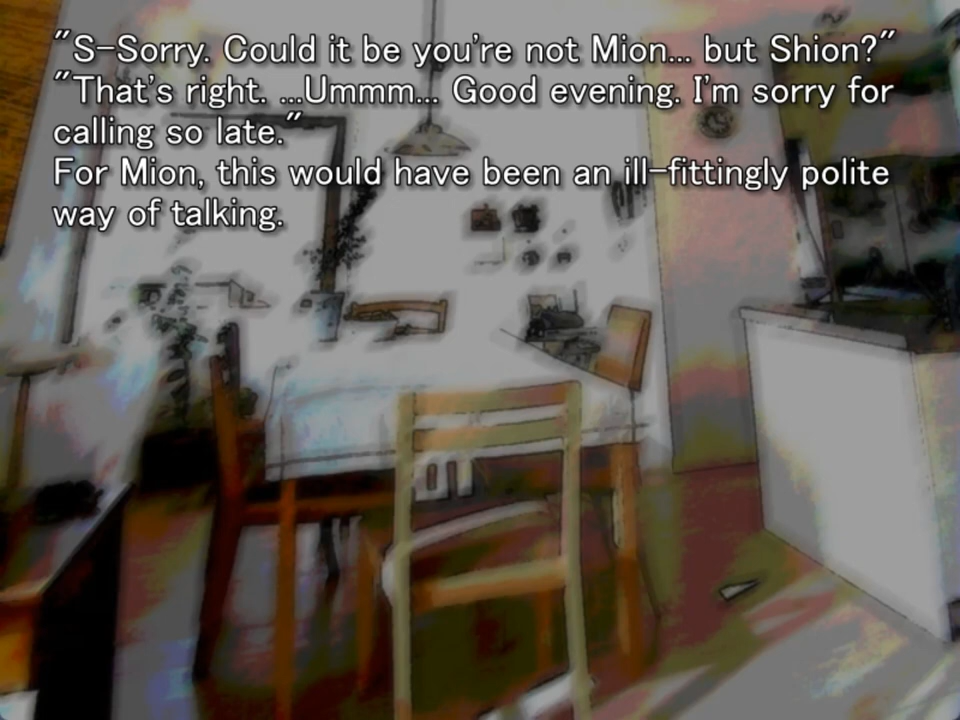 "S-Sorry. Could it be you're not Mion... but Shion?"
"That's right. ...Ummm... Good evening. I'm sorry for
calling so late."
For Mion, this would have been an ill-fittingly polite
way of talking.